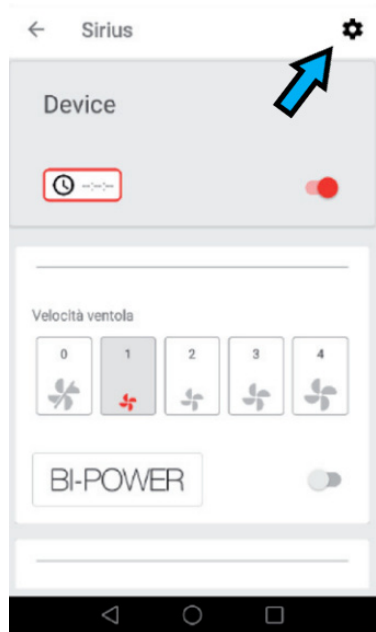 Sirius
Device
--:--:--
Velocità ventola
0 1 2 3 4
BI-POWER